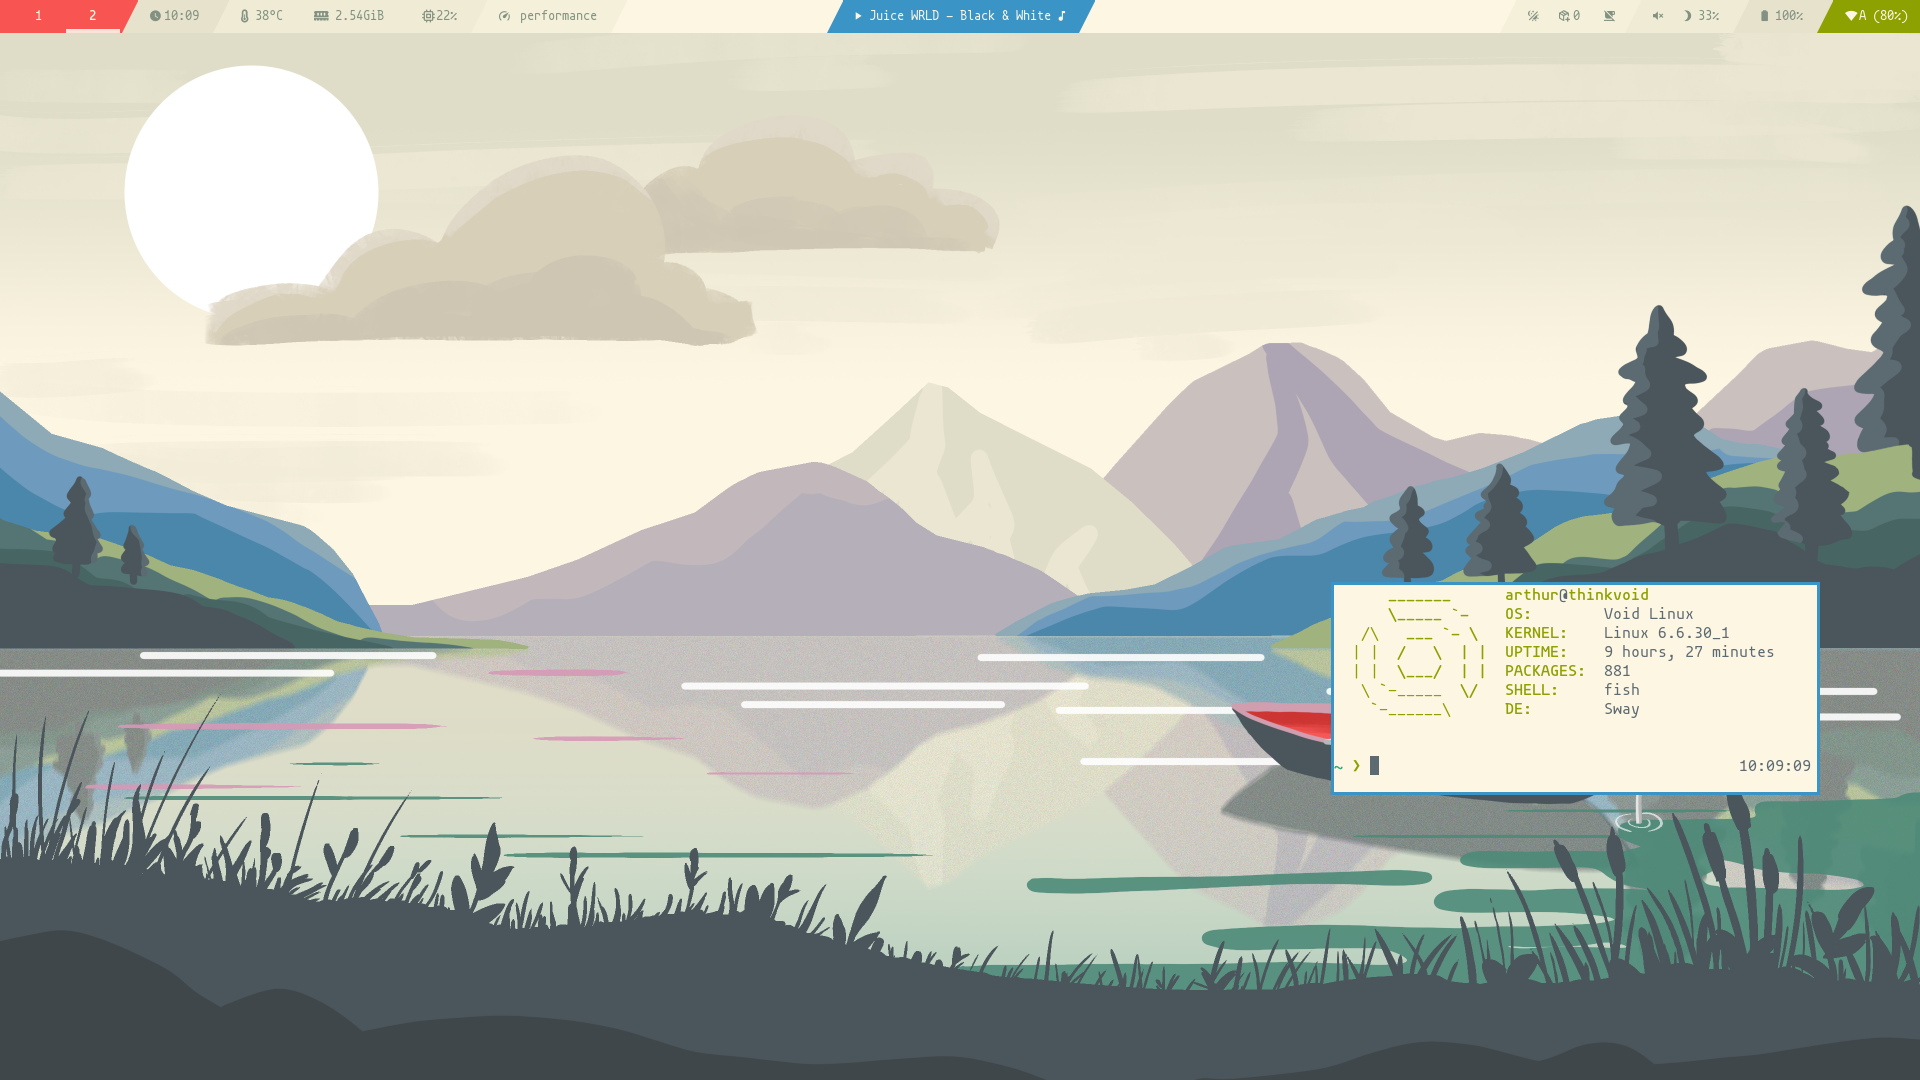 1 2 10:09 38°C 2.54GiB 22% performance Juice WRLD – Black & White 0 33% 100% A (80%)
arthur@thinkvoid
OS: Void Linux
KERNEL: Linux 6.6.30_1
UPTIME: 9 hours, 27 minutes
PACKAGES: 881
SHELL: fish
DE: Sway
~ ❯ 10:09:09